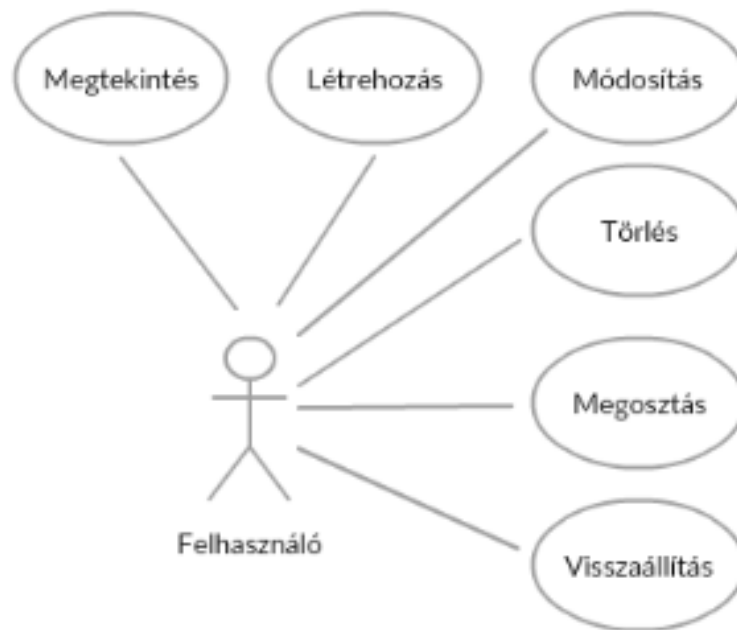 Megtekintés
Létrehozás
Módosítás
Törlés
Megosztás
Felhasználó
Visszaállítás